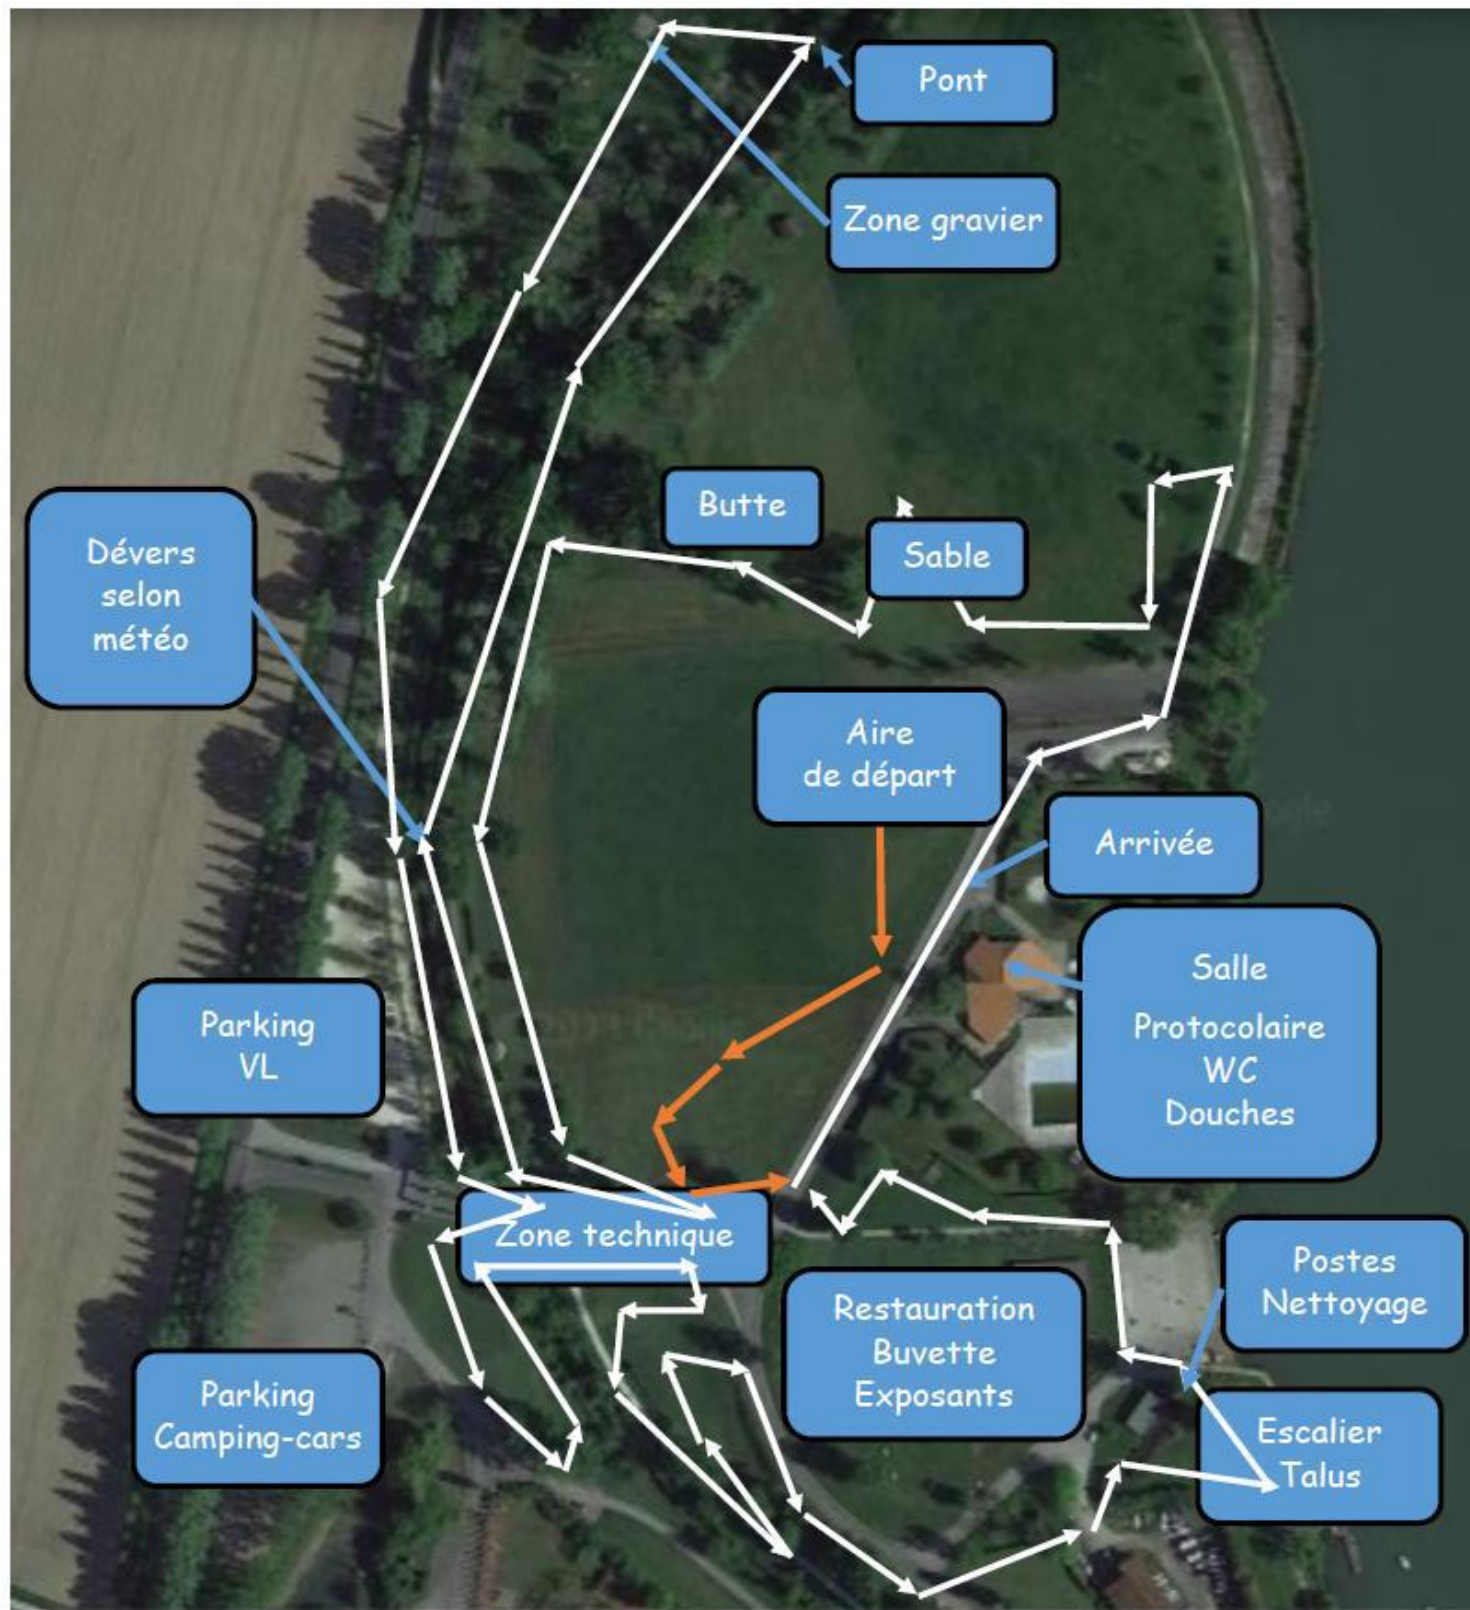 Pont
Zone gravier
Butte
Sable
Dévers
selon
météo
Aire
de départ
Arrivée
Salle
Protocolaire
WC
Douches
Parking
VL
Zone technique
Postes
Nettoyage
Restauration
Buvette
Exposants
Parking
Camping-cars
Escalier
Talus